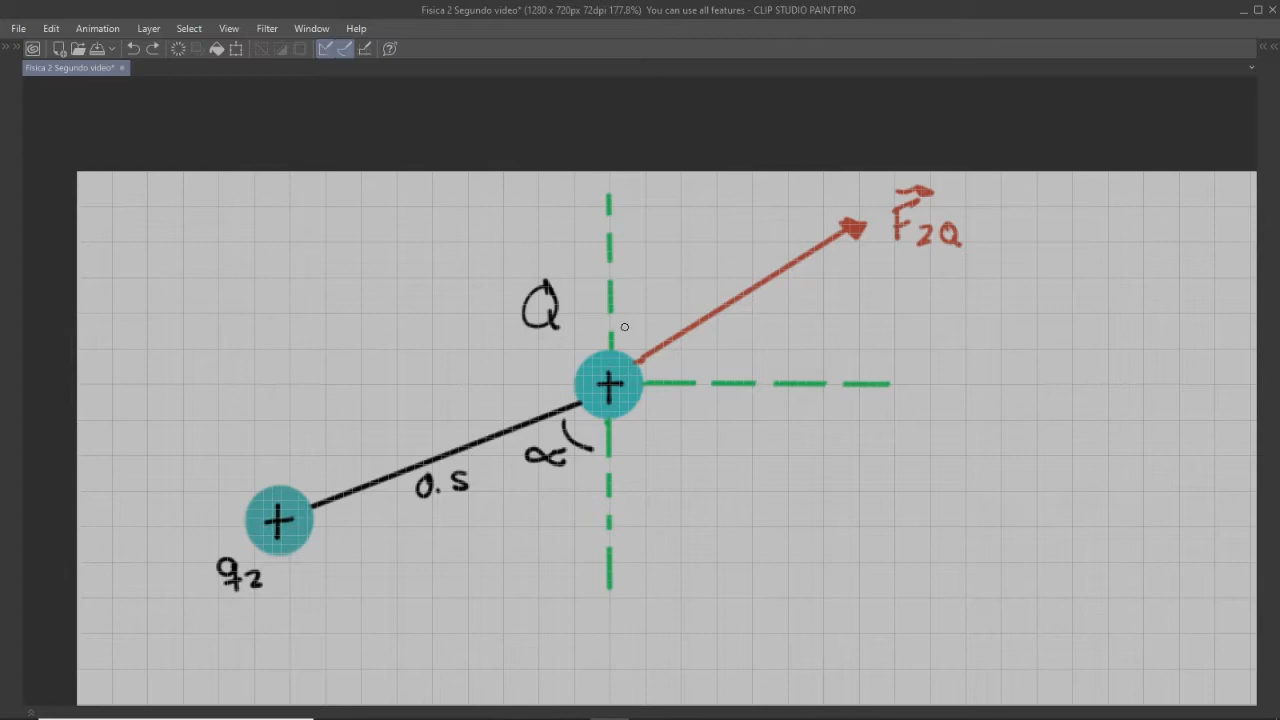 Fisica 2 Segundo video* (1280 x 720px 72dpi 177.8%) You can use all features - CLIP STUDIO PAINT PRO
File Edit Animation Layer Select View Filter Window Help
Fisica 2 Segundo video*
F2Q
Q
+
α
0.5
+
q2